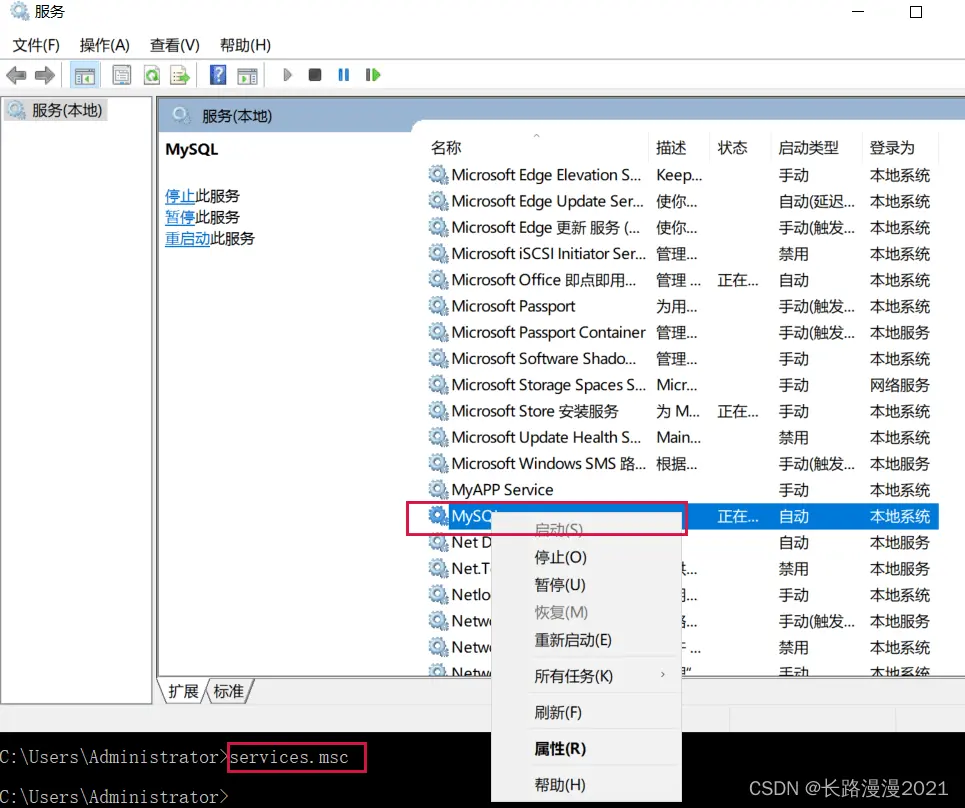 服务
文件(F) 操作(A) 查看(V) 帮助(H)
服务(本地)
服务(本地)
MySQL
停止此服务
暂停此服务
重启动此服务
名称 描述 状态 启动类型 登录为
Microsoft Edge Elevation S... Keep... 手动 本地系统
Microsoft Edge Update Ser... 使你... 自动(延迟... 本地系统
Microsoft Edge 更新 服务 (... 使你... 手动(触发... 本地系统
Microsoft iSCSI Initiator Ser... 管理... 禁用 本地系统
Microsoft Office 即点即用... 管理 ... 正在... 自动 本地系统
Microsoft Passport 为用... 手动(触发... 本地系统
Microsoft Passport Container 管理... 手动(触发... 本地服务
Microsoft Software Shado... 管理... 手动 本地系统
Microsoft Storage Spaces S... Micr... 手动 网络服务
Microsoft Store 安装服务 为 M... 正在... 手动 本地系统
Microsoft Update Health S... Main... 禁用 本地系统
Microsoft Windows SMS 路... 根据... 手动(触发... 本地服务
MyAPP Service 手动 本地系统
MySQL 正在... 自动 本地系统
Net D 自动 本地服务
Net.T 禁用 本地服务
Netlo 手动 本地系统
Netw 手动(触发... 本地服务
Netw 禁用 本地系统
Netw 手动 本地系统
启动(S)
停止(O)
暂停(U)
恢复(M)
重新启动(E)
所有任务(K)
刷新(F)
属性(R)
帮助(H)
扩展 标准
C:\Users\Administrator>services.msc
C:\Users\Administrator>
CSDN @长路漫漫2021